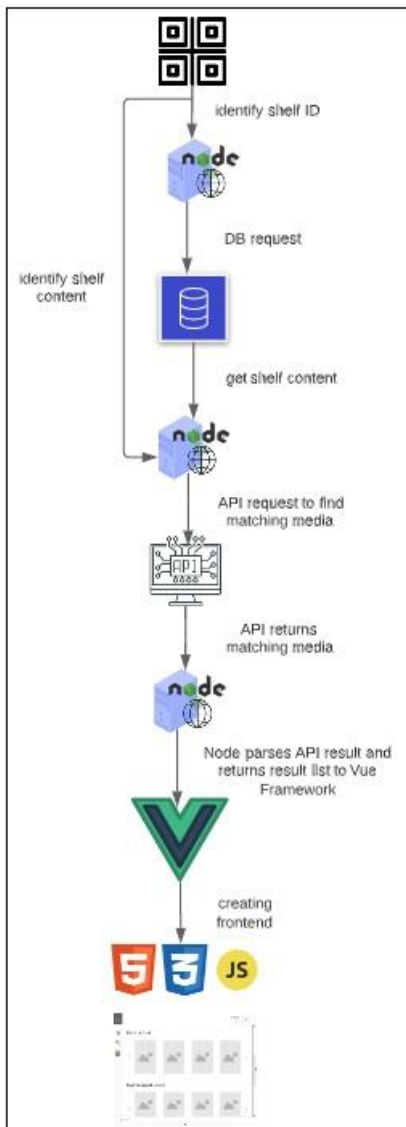 identify shelf ID
node
DB request
identify shelf
content
get shelf content
node
API request to find
matching media
API
API returns
matching media
node
Node parses API result and
returns result list to Vue
Framework
creating
frontend
5
3
JS